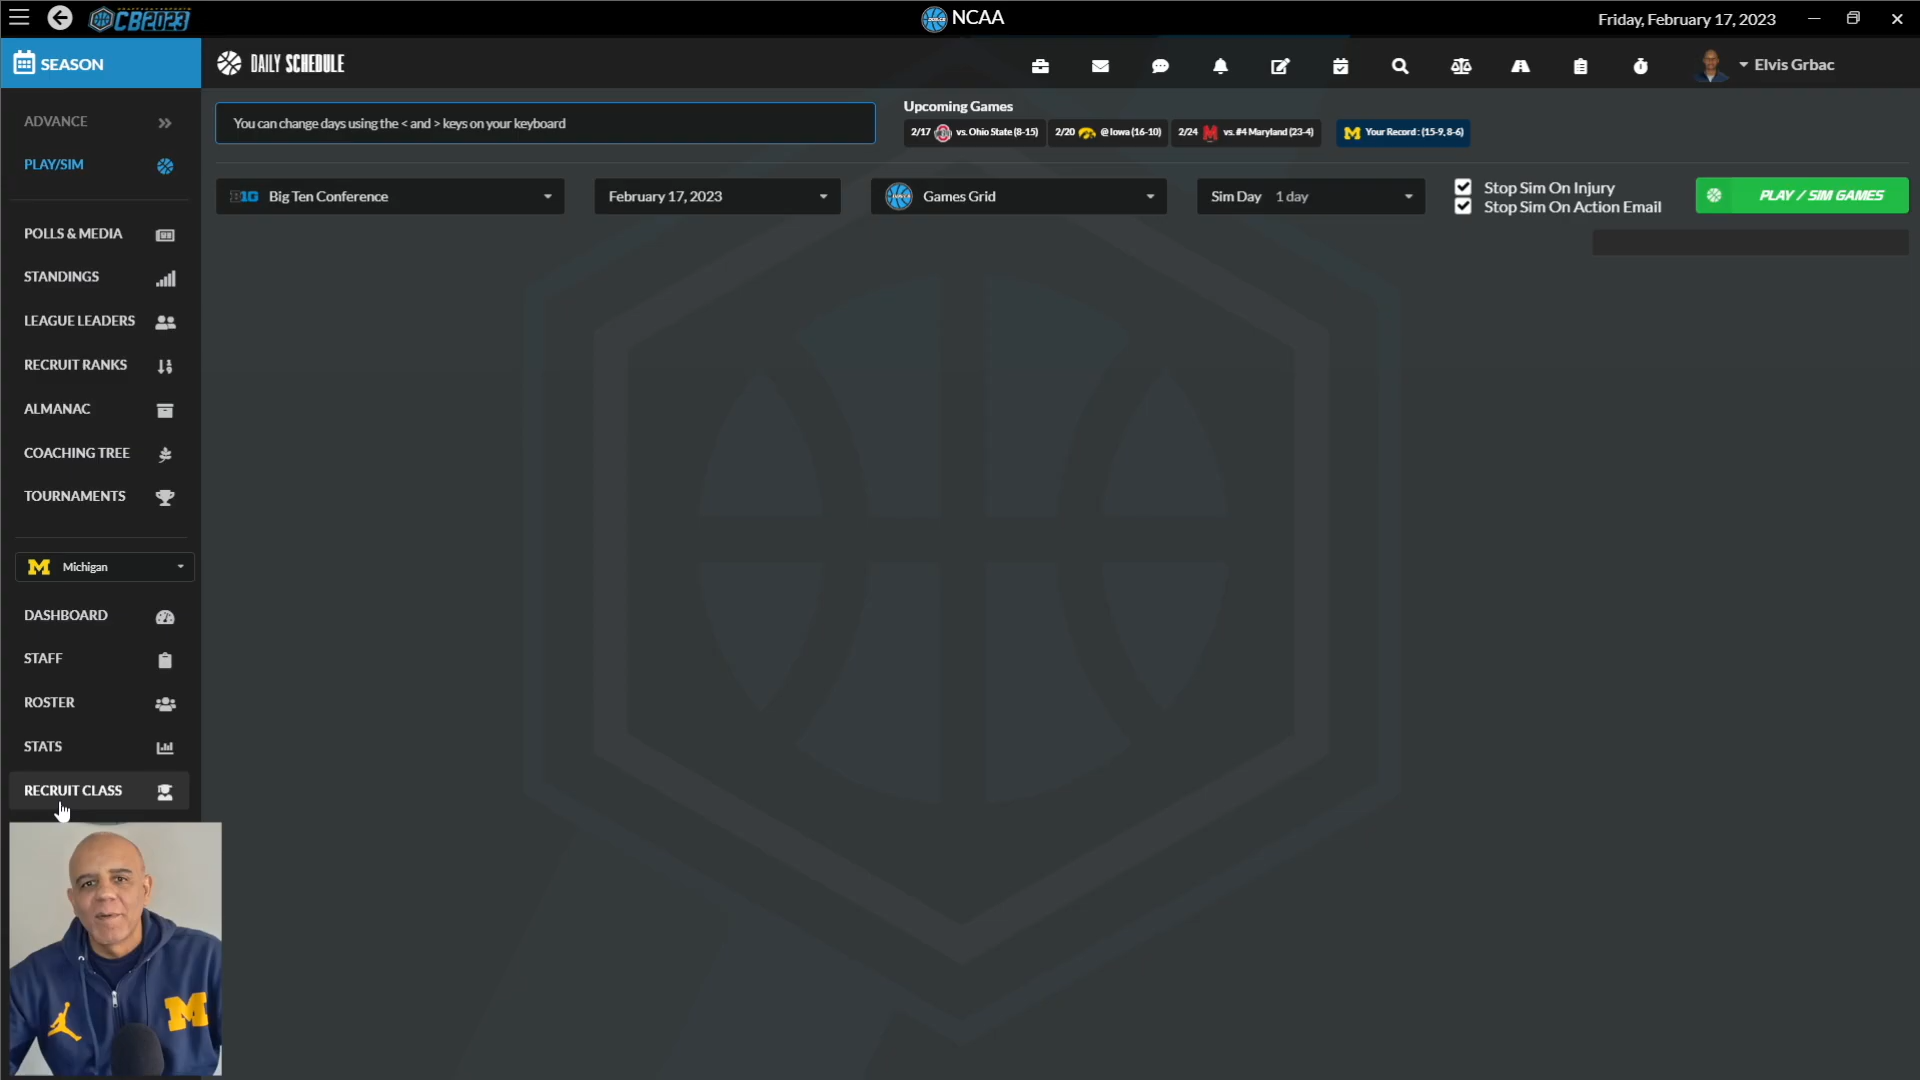 CB2023
NCAA
Friday, February 17, 2023
SEASON
DAILY SCHEDULE
Elvis Grbac
ADVANCE
PLAY/SIM
You can change days using the < and > keys on your keyboard
Upcoming Games
2/17 vs. Ohio State (8-15)
2/20 @ Iowa (16-10)
2/24 vs. #4 Maryland (23-4)
Your Record : (15-9, 8-6)
B1G Big Ten Conference
February 17, 2023
Games Grid
Sim Day 1 day
Stop Sim On Injury
Stop Sim On Action Email
PLAY / SIM GAMES
POLLS & MEDIA
STANDINGS
LEAGUE LEADERS
RECRUIT RANKS
ALMANAC
COACHING TREE
TOURNAMENTS
M Michigan
DASHBOARD
STAFF
ROSTER
STATS
RECRUIT CLASS
M